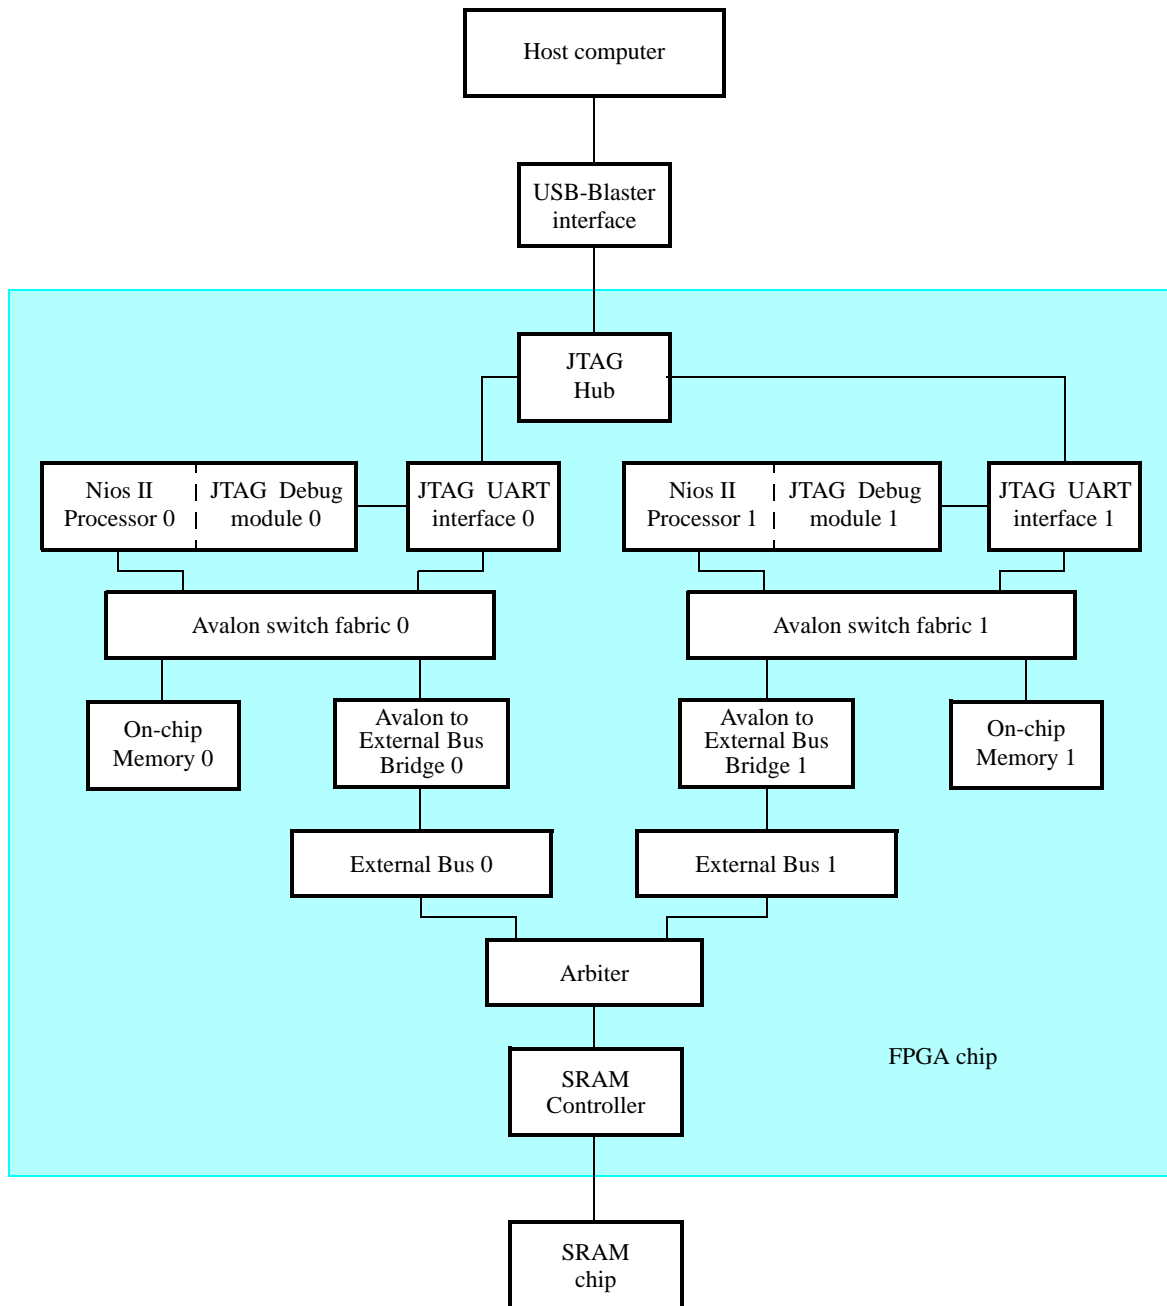 Host computer
USB-Blaster
interface
JTAG
Hub
Nios II
Processor 0
JTAG Debug
module 0
JTAG UART
interface 0
Nios II
Processor 1
JTAG Debug
module 1
JTAG UART
interface 1
Avalon switch fabric 0
Avalon switch fabric 1
On-chip
Memory 0
Avalon to
External Bus
Bridge 0
Avalon to
External Bus
Bridge 1
On-chip
Memory 1
External Bus 0
External Bus 1
Arbiter
SRAM
Controller
FPGA chip
SRAM
chip